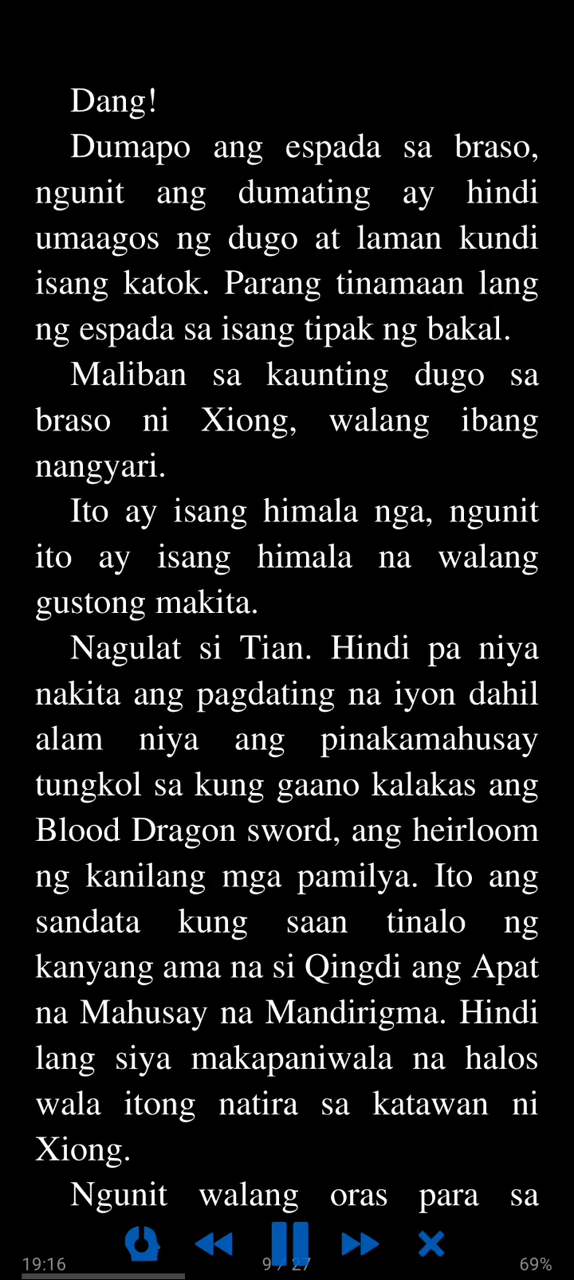 Dang!
Dumapo ang espada sa braso,
ngunit ang dumating ay hindi
umaagos ng dugo at laman kundi
isang katok. Parang tinamaan lang
ng espada sa isang tipak ng bakal.
Maliban sa kaunting dugo sa
braso ni Xiong, walang ibang
nangyari.
Ito ay isang himala nga, ngunit
ito ay isang himala na walang
gustong makita.
Nagulat si Tian. Hindi pa niya
nakita ang pagdating na iyon dahil
alam niya ang pinakamahusay
tungkol sa kung gaano kalakas ang
Blood Dragon sword, ang heirloom
ng kanilang mga pamilya. Ito ang
sandata kung saan tinalo ng
kanyang ama na si Qingdi ang Apat
na Mahusay na Mandirigma. Hindi
lang siya makapaniwala na halos
wala itong natira sa katawan ni
Xiong.
Ngunit walang oras para sa
19:16
9 / 27
69%